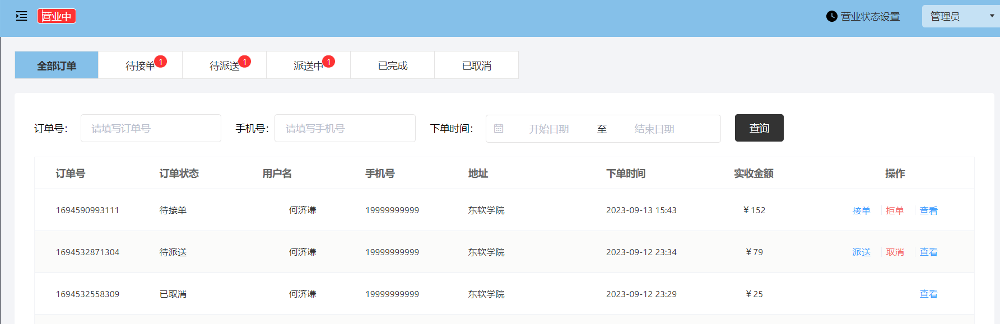 营业中 营业状态设置 管理员
全部订单 待接单 1 待派送 1 派送中 1 已完成 已取消
订单号： 请填写订单号 手机号： 请填写手机号 下单时间： 开始日期 至 结束日期 查询
订单号 订单状态 用户名 手机号 地址 下单时间 实收金额 操作
1694590993111 待接单 何济谦 19999999999 东软学院 2023-09-13 15:43 ￥152 接单 拒单 查看
1694532871304 待派送 何济谦 19999999999 东软学院 2023-09-12 23:34 ￥79 派送 取消 查看
1694532558309 已取消 何济谦 19999999999 东软学院 2023-09-12 23:29 ￥25 查看